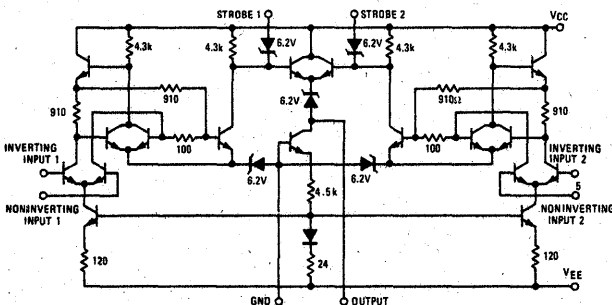 STROBE 1
STROBE 2
VCC
4.3k
4.3k
6.2V
6.2V
4.3k
4.3k
910
6.2V
910Ω
910
910
100
100
INVERTING
INPUT 1
6.2V
6.2V
INVERTING
INPUT 2
4.5k
5
NONINVERTING
INPUT 1
NONINVERTING
INPUT 2
120
24
120
VEE
GND
OUTPUT